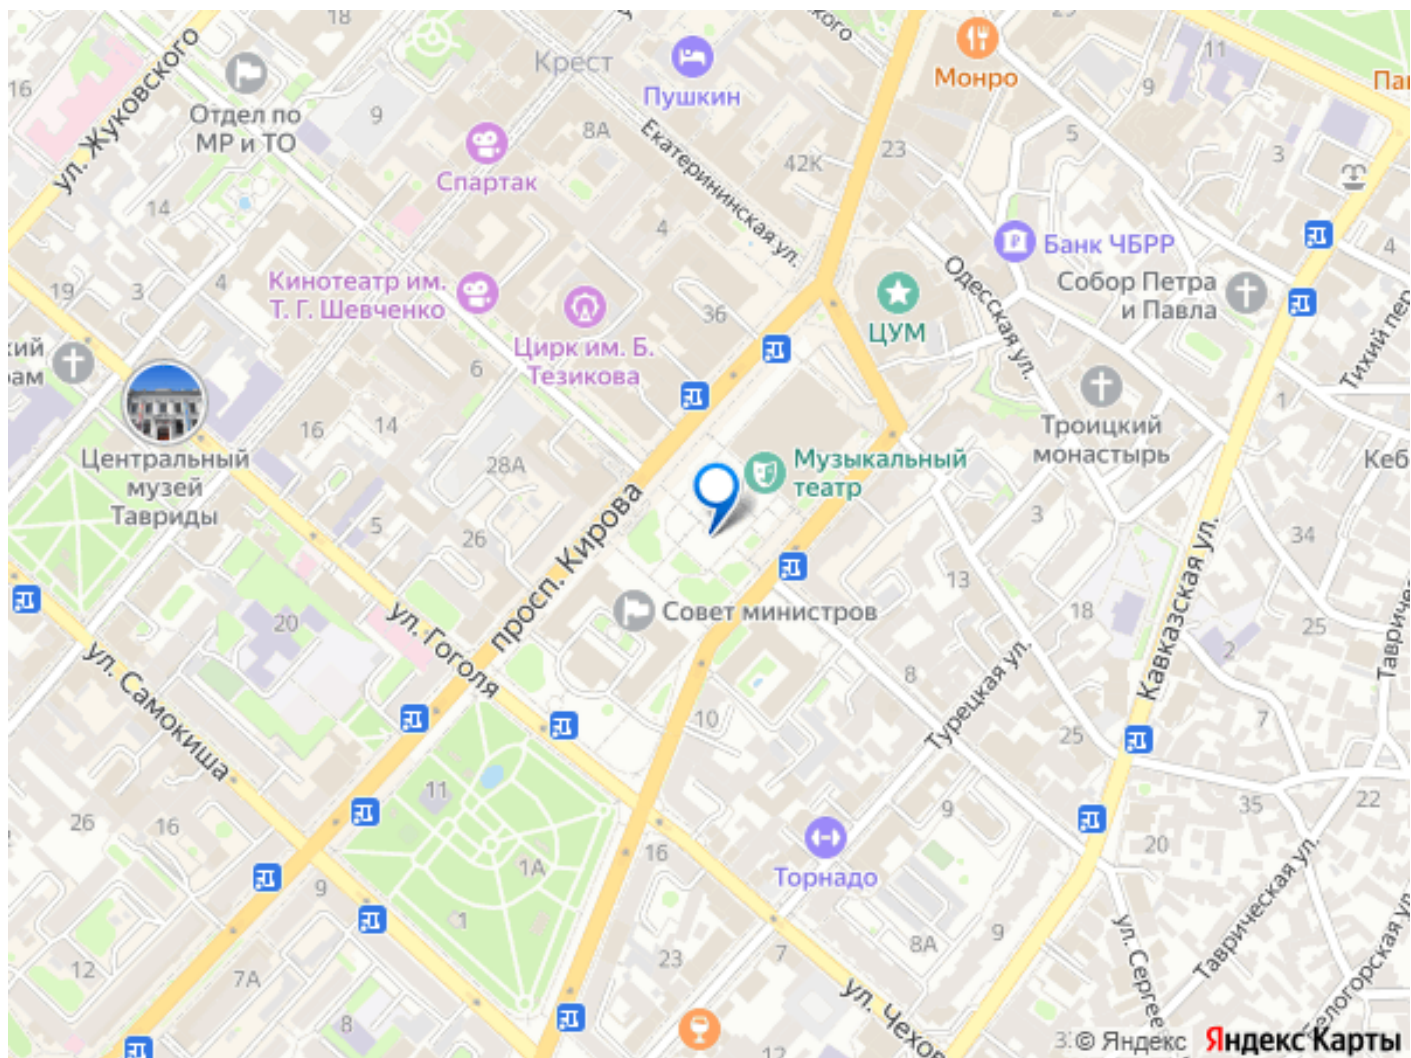 18
ул. Жуковского
16
Отдел по
МР и ТО
9
Крест
Пушкин
8А
Спартак
Екатерининская ул.
42К
23
Монро
11
9
5
3
14
4
4
19
3
Кинотеатр им.
Т. Г. Шевченко
Цирк им. Б.
Тезикова
36
6
ЦУМ
Одесская ул.
Банк ЧБРР
Собор Петра
и Павла
4
Тихий пер
Троицкий
монастырь
1
Кеб
Центральный
музей
Тавриды
16
14
28А
5
26
просп. Кирова
Музыкальный
театр
3
34
13
18
Кавказская ул.
25
2
Совет министров
20
ул. Гоголя
ул. Самокиша
8
Турецкая ул.
10
25
7
35
22
11
9
26
16
1А
1
9
16
Торнадо
20
Таврическая ул.
12
7А
23
7
8А
9
ул. Чехов
ул. Сергее
8
12
© Яндекс
Яндекс Карты